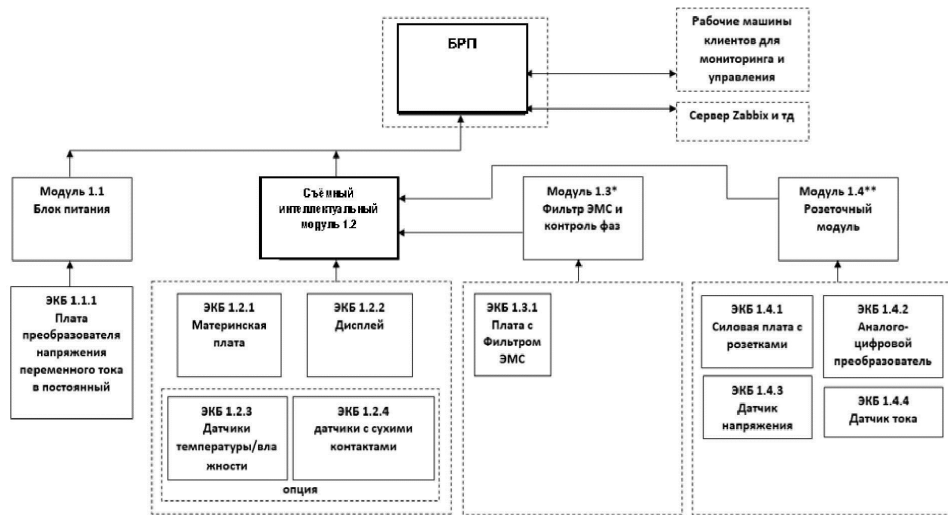 БРП
Рабочие машины
клиентов для
мониторинга и
управления
Сервер Zabbix и тд
Модуль 1.1
Блок питания
Съёмный
интеллектуальный
модуль 1.2
Модуль 1.3*
Фильтр ЭМС и
контроль фаз
Модуль 1.4**
Розеточный
модуль
ЭКБ 1.1.1
Плата
преобразователя
напряжения
переменного тока
в постоянный
ЭКБ 1.2.1
Материнская
плата
ЭКБ 1.2.2
Дисплей
ЭКБ 1.2.3
Датчики
температуры/вла
жности
ЭКБ 1.2.4
датчики с сухими
контактами
опция
ЭКБ 1.3.1
Плата с
Фильтром
ЭМС
ЭКБ 1.4.1
Силовая плата с
розетками
ЭКБ 1.4.2
Аналого-
цифровой
преобразователь
ЭКБ 1.4.3
Датчик
напряжения
ЭКБ 1.4.4
Датчик тока